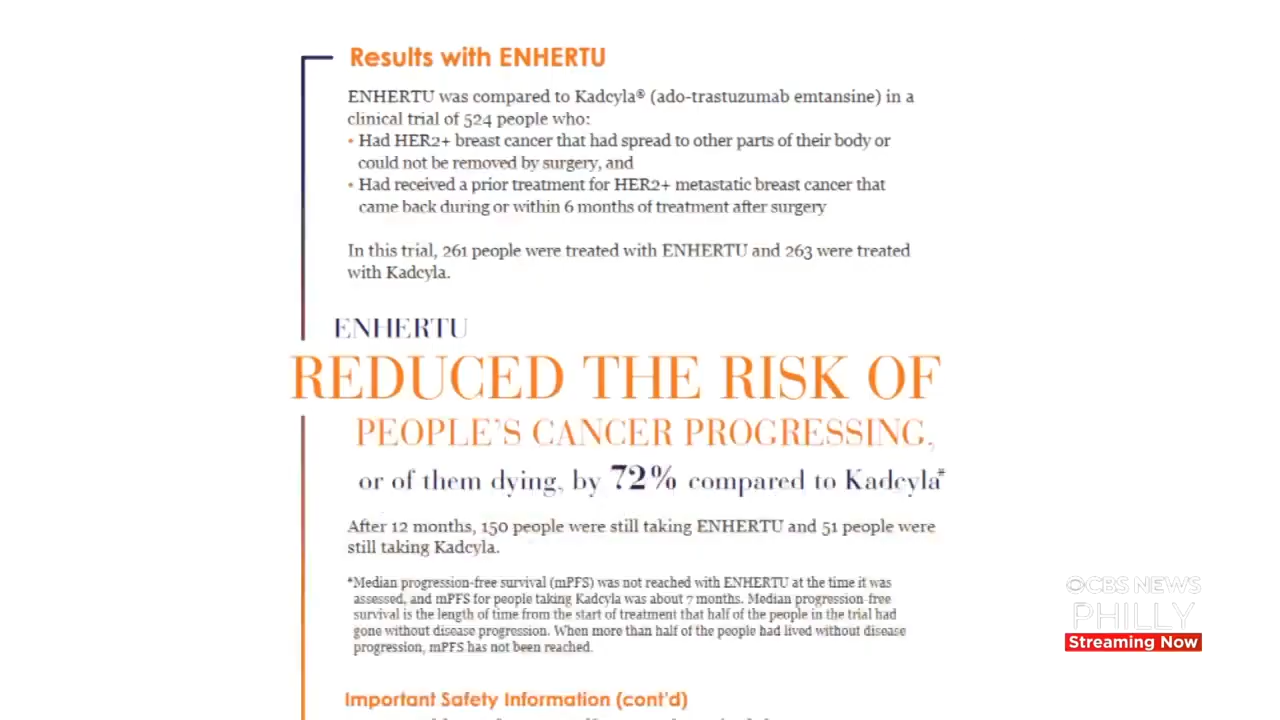 Results with ENHERTU
ENHERTU was compared to Kadcyla® (ado-trastuzumab emtansine) in a
clinical trial of 524 people who:
• Had HER2+ breast cancer that had spread to other parts of their body or
could not be removed by surgery, and
• Had received a prior treatment for HER2+ metastatic breast cancer that
came back during or within 6 months of treatment after surgery
In this trial, 261 people were treated with ENHERTU and 263 were treated
with Kadcyla.
ENHERTU
REDUCED THE RISK OF
PEOPLE'S CANCER PROGRESSING,
or of them dying, by 72% compared to Kadcyla*
After 12 months, 150 people were still taking ENHERTU and 51 people were
still taking Kadcyla.
*Median progression-free survival (mPFS) was not reached with ENHERTU at the time it was
assessed, and mPFS for people taking Kadcyla was about 7 months. Median progression-free
survival is the length of time from the start of treatment that half of the people in the trial had
gone without disease progression. When more than half of the people had lived without disease
progression, mPFS has not been reached.
CBS NEWS
PHILLY
Streaming Now
Important Safety Information (cont'd)